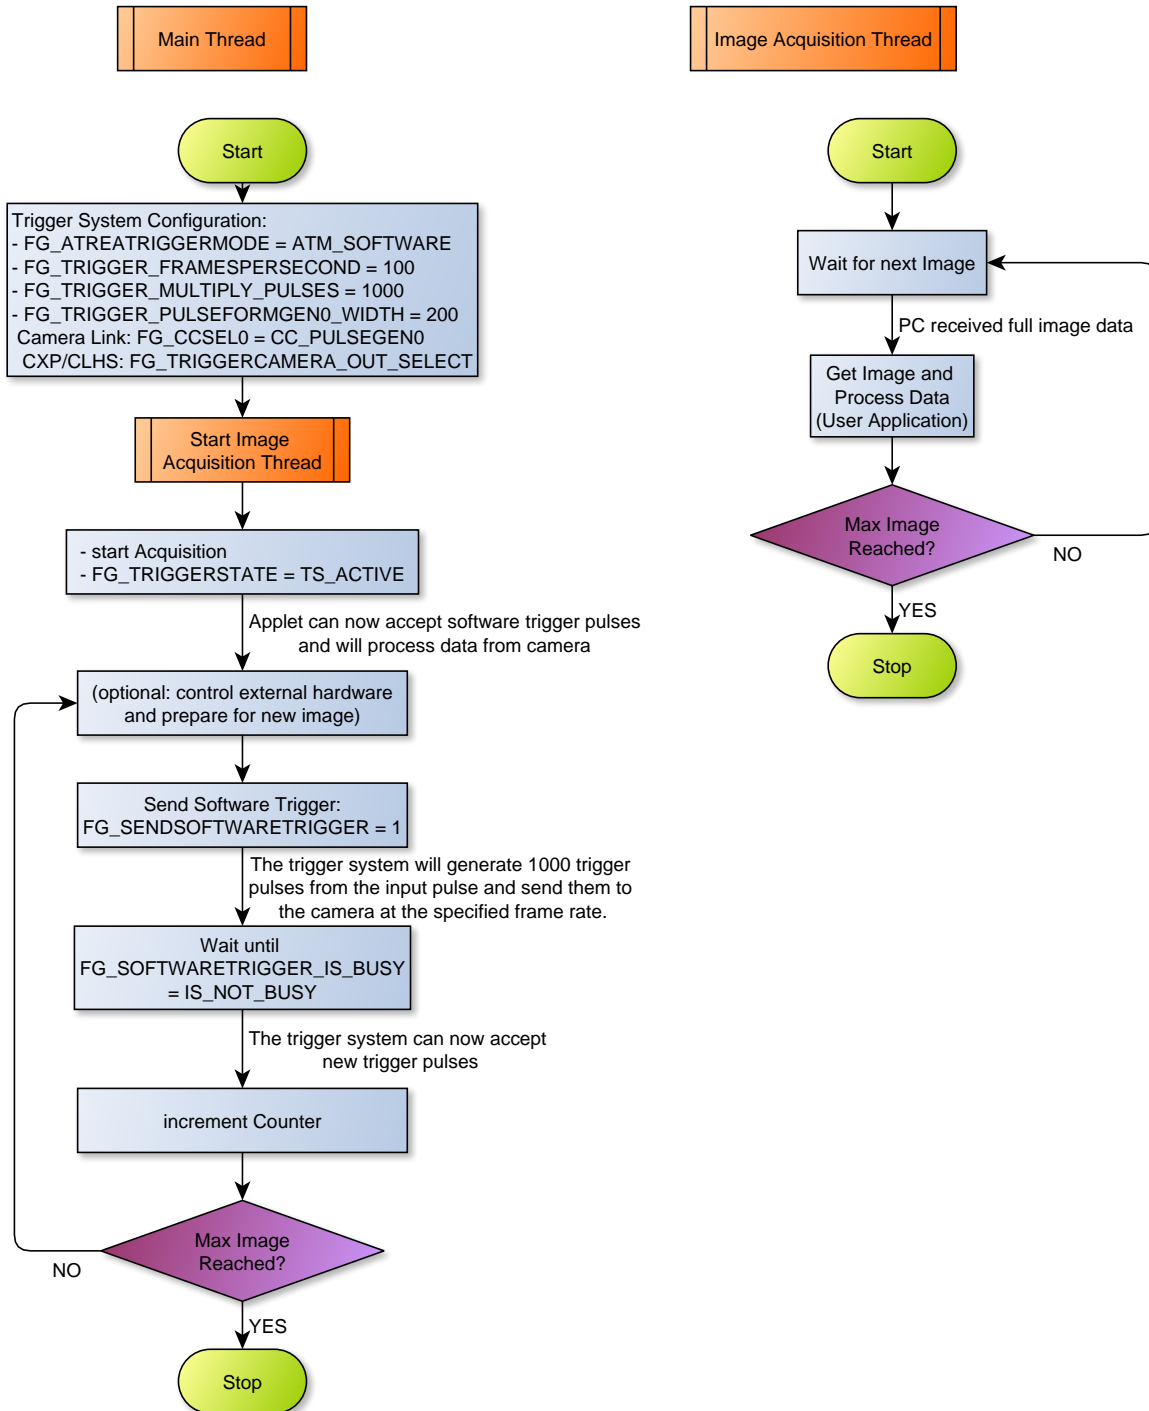 Main Thread
Start
Trigger System Configuration:
- FG_ATREATRIGGERMODE = ATM_SOFTWARE
- FG_TRIGGER_FRAMESPERSECOND = 100
- FG_TRIGGER_MULTIPLY_PULSES = 1000
- FG_TRIGGER_PULSEFORMGEN0_WIDTH = 200
Camera Link: FG_CCSEL0 = CC_PULSEGEN0
CXP/CLHS: FG_TRIGGERCAMERA_OUT_SELECT
Start Image
Acquisition Thread
- start Acquisition
- FG_TRIGGERSTATE = TS_ACTIVE
Applet can now accept software trigger pulses
and will process data from camera
(optional: control external hardware
and prepare for new image)
Send Software Trigger:
FG_SENDSOFTWARETRIGGER = 1
The trigger system will generate 1000 trigger
pulses from the input pulse and send them to
the camera at the specified frame rate.
Wait until
FG_SOFTWARETRIGGER_IS_BUSY
= IS_NOT_BUSY
The trigger system can now accept
new trigger pulses
increment Counter
Max Image
Reached?
NO
YES
Stop
Image Acquisition Thread
Start
Wait for next Image
PC received full image data
Get Image and
Process Data
(User Application)
Max Image
Reached?
NO
YES
Stop